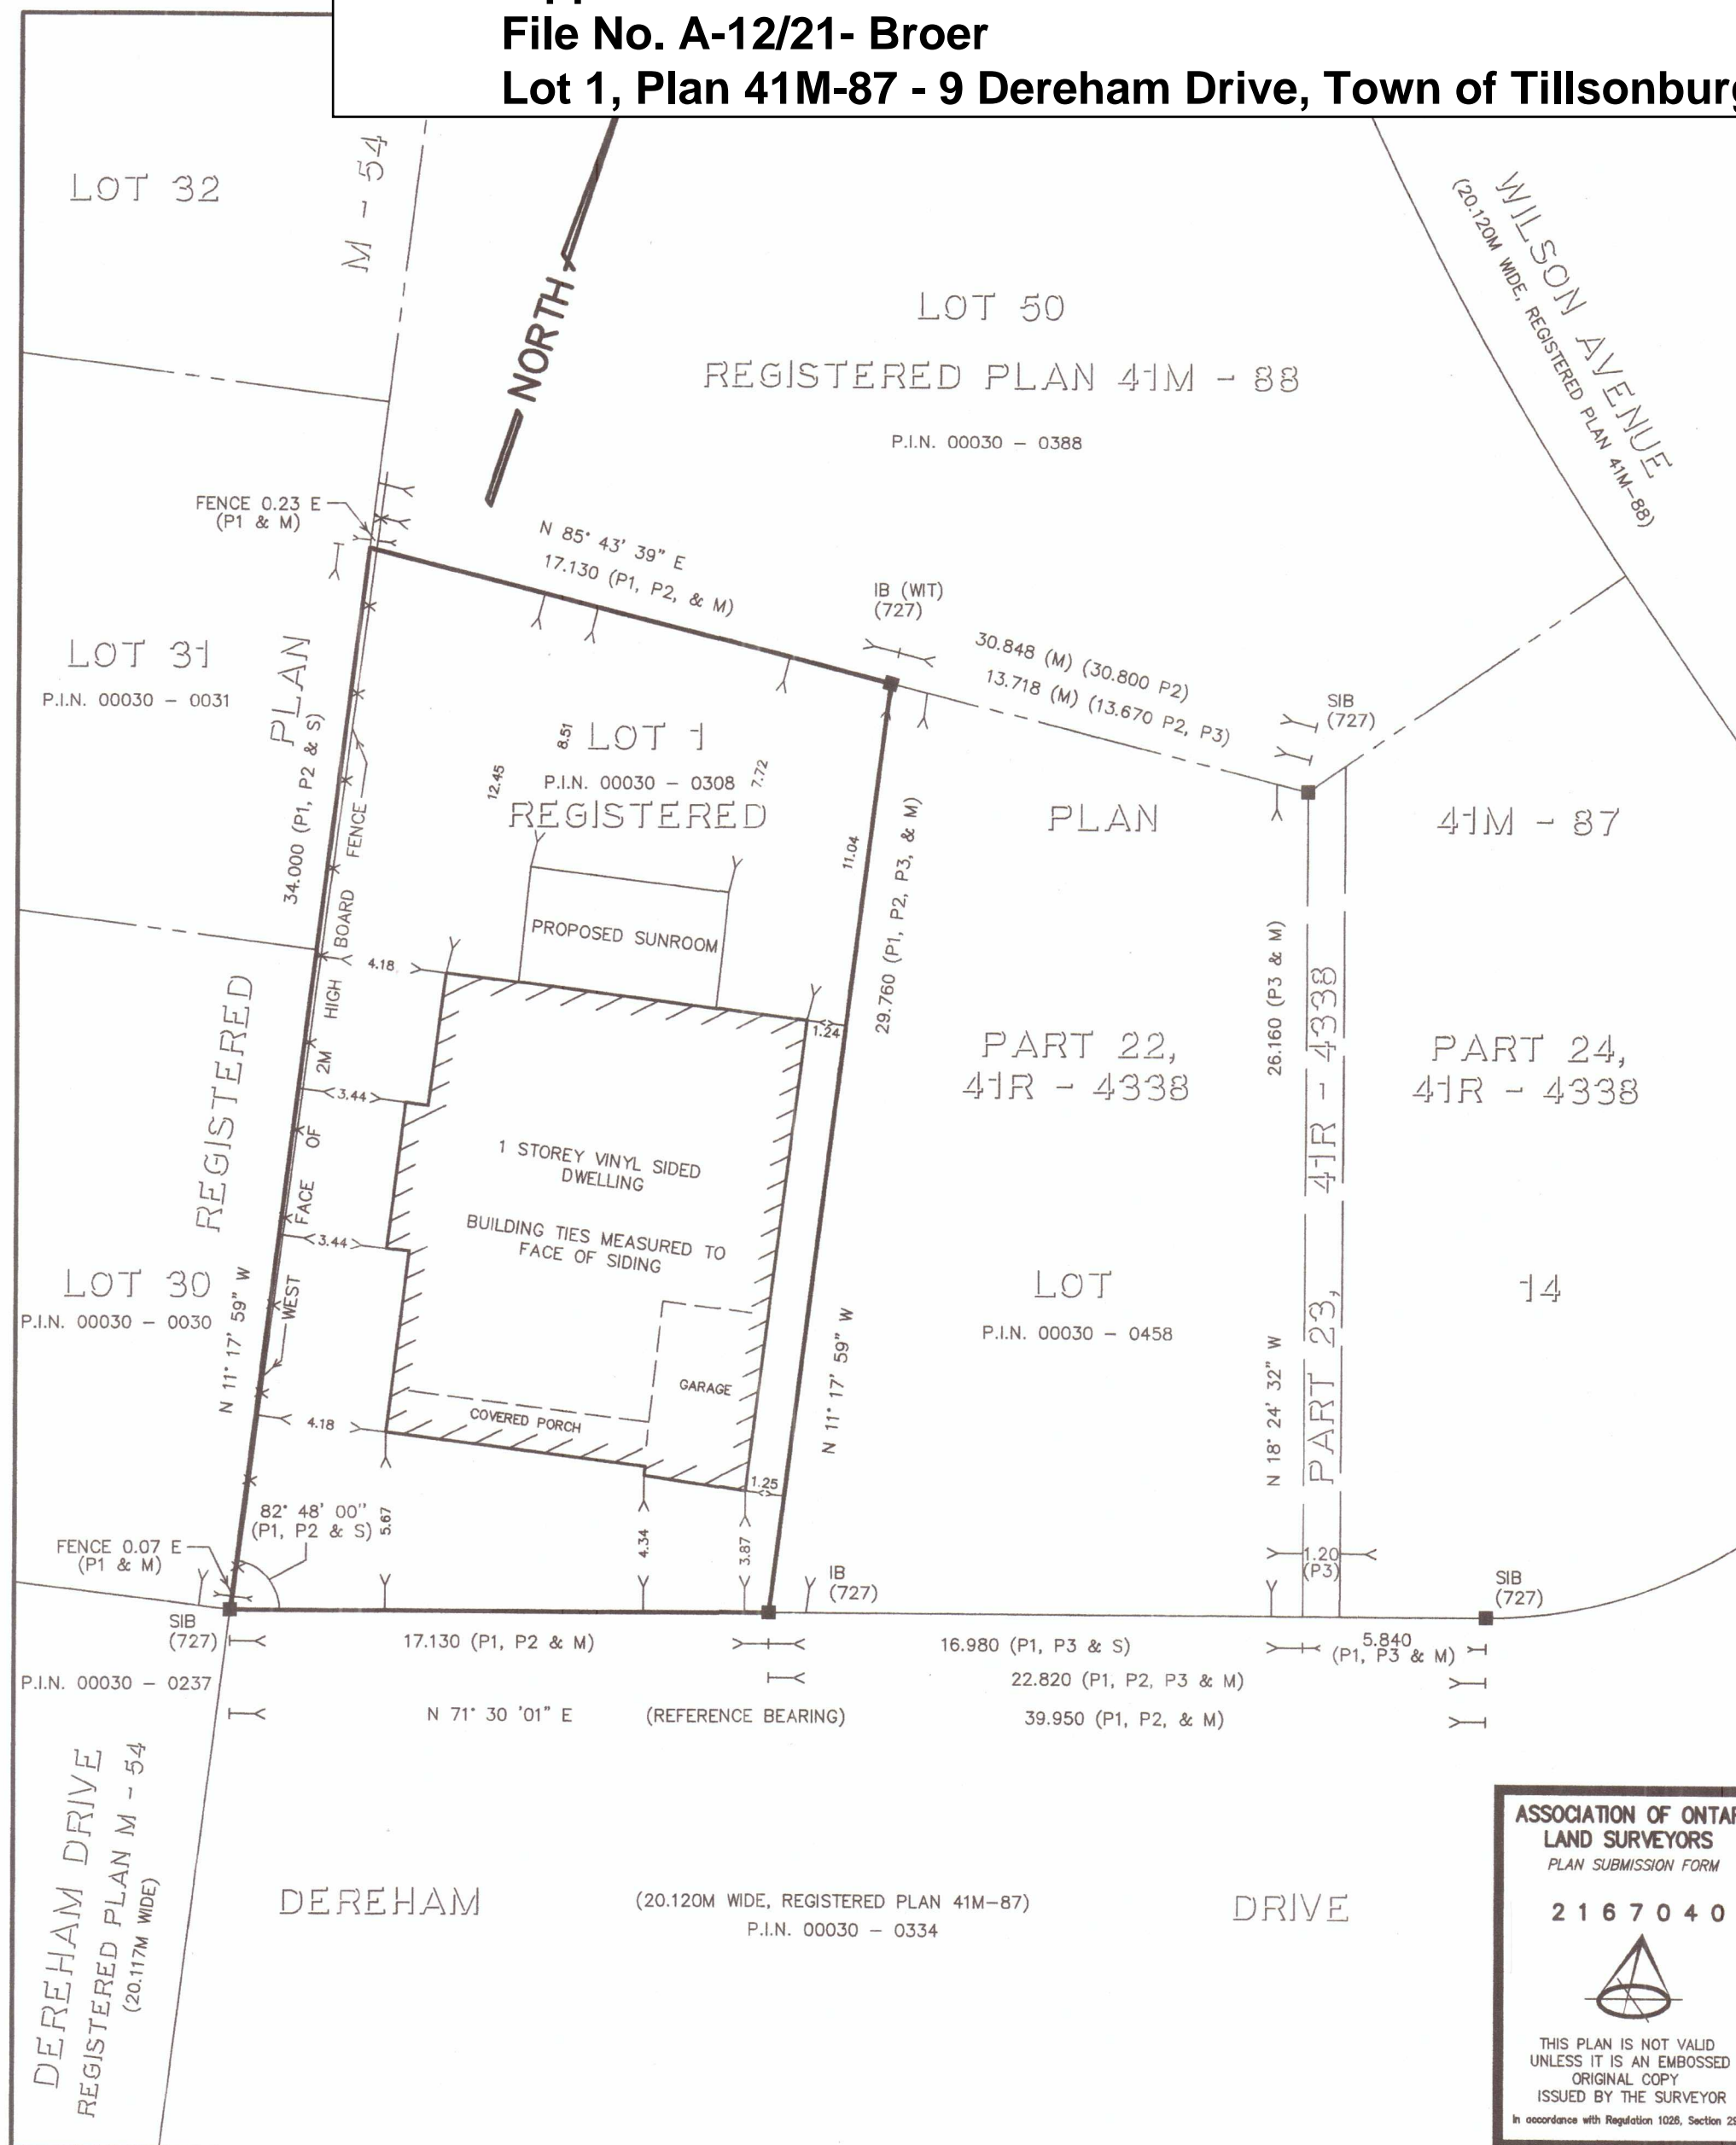 File No. A-12/21- Broer
Lot 1, Plan 41M-87 - 9 Dereham Drive, Town of Tillsonburg
LOT 32
M - 54
NORTH
LOT 50
REGISTERED PLAN 41M - 88
P.I.N. 00030 - 0388
WILSON AVENUE
(20.120M WIDE, REGISTERED PLAN 41M-88)
FENCE 0.23 E
(P1 & M)
N 85° 43' 39" E
17.130 (P1, P2, & M)
IB (WIT)
(727)
30.848 (M) (30.800 P2)
13.718 (M) (13.670 P2, P3)
SIB
(727)
LOT 31
P.I.N. 00030 - 0031
PLAN
34.000 (P1, P2 & S)
8.51
LOT 1
12.45
P.I.N. 00030 - 0308
7.72
REGISTERED
PLAN
41M - 87
11.04
29.760 (P1, P2, P3, & M)
PROPOSED SUNROOM
WEST FACE OF 2M HIGH BOARD FENCE
4.18
1.24
26.160 (P3 & M)
PART 22,
41R - 4338
PART 23, 41R - 4338
PART 24,
41R - 4338
REGISTERED
3.44
1 STOREY VINYL SIDED
DWELLING
BUILDING TIES MEASURED TO
FACE OF SIDING
3.44
LOT 30
P.I.N. 00030 - 0030
N 11° 17' 59" W
LOT
P.I.N. 00030 - 0458
14
N 11° 17' 59" W
N 18° 24' 32" W
GARAGE
COVERED PORCH
4.18
1.25
82° 48' 00"
(P1, P2 & S)
5.67
4.34
3.87
FENCE 0.07 E
(P1 & M)
IB
(727)
1.20
(P3)
SIB
(727)
SIB
(727)
17.130 (P1, P2 & M)
16.980 (P1, P3 & S)
5.840
(P1, P3 & M)
P.I.N. 00030 - 0237
22.820 (P1, P2, P3 & M)
N 71° 30 '01" E
(REFERENCE BEARING)
39.950 (P1, P2, & M)
DEREHAM DRIVE
REGISTERED PLAN M - 54
(20.117M WIDE)
DEREHAM
(20.120M WIDE, REGISTERED PLAN 41M-87)
P.I.N. 00030 - 0334
DRIVE
ASSOCIATION OF ONTAR
LAND SURVEYORS
PLAN SUBMISSION FORM
2167040
THIS PLAN IS NOT VALID
UNLESS IT IS AN EMBOSSED
ORIGINAL COPY
ISSUED BY THE SURVEYOR
In accordance with Regulation 1026, Section 29